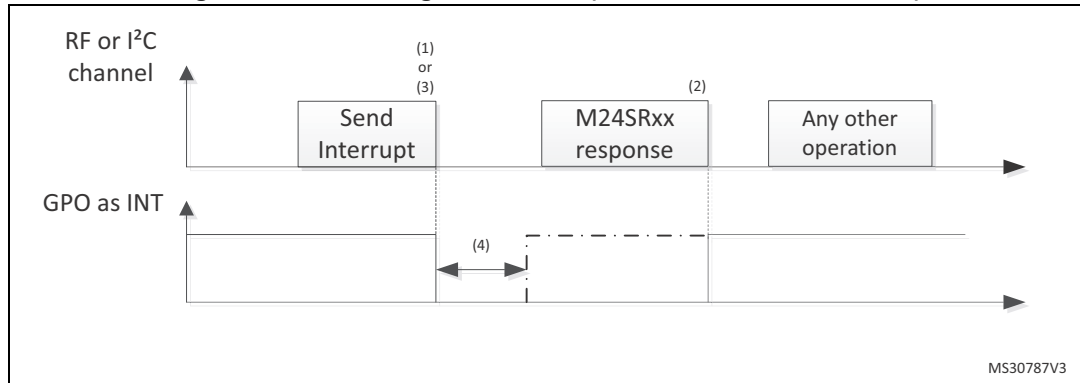 RF or I²C
channel
(1)
or
(3)
(2)
Send
Interrupt
M24SRxx
response
Any other
operation
GPO as INT
(4)
MS30787V3